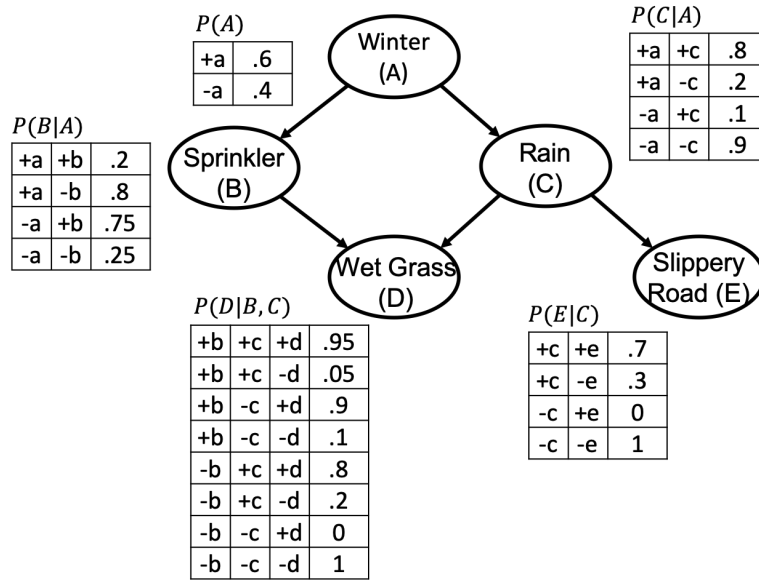 P(A)
+a +c .8
P(C|A)
Winter
(A)
+a .6
-a .4
+a +c .8
+a -c .2
-a +c .1
-a -c .9
P(B|A)
+a +b .2
+a -b .8
-a +b .75
-a -b .25
Sprinkler
(B)
Rain
(C)
Wet Grass
(D)
Slippery
Road (E)
P(D|B, C)
+b +c +d .95
+b +c -d .05
+b -c +d .9
+b -c -d .1
-b +c +d .8
-b +c -d .2
-b -c +d 0
-b -c -d 1
P(E|C)
+c +e .7
+c -e .3
-c +e 0
-c -e 1